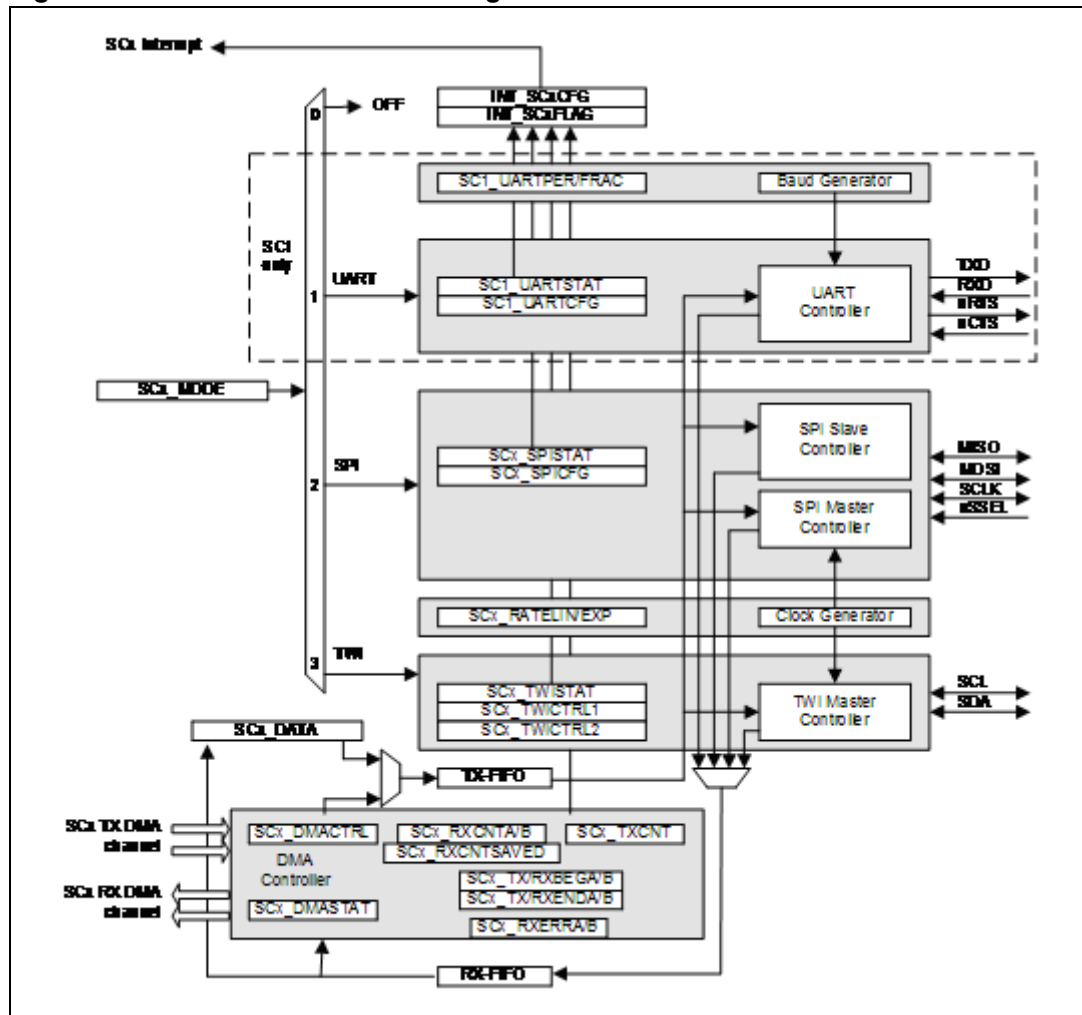 SCx Interrupt
INT_SCxCFG
INT_SCxFLAG
0
OFF
SC1_UARTPER/FRAC
Baud Generator
SC1
only
UART
1
SC1_UARTSTAT
SC1_UARTCFG
UART
Controller
TXD
RXD
nRTS
nCTS
SCx_MODE
SPI
2
SCx_SPISTAT
SCx_SPICFG
SPI Slave
Controller
SPI Master
Controller
MISO
MOSI
SCLK
nSSEL
SCx_RATELIN/EXP
Clock Generator
TWI
3
SCx_TWISTAT
SCx_TWICTRL1
SCx_TWICTRL2
TWI Master
Controller
SCL
SDA
SCx_DATA
TX-FIFO
SCx TX DMA
channel
SCx_DMACTRL
SCx_RXCNTA/B
SCx_TXCNT
SCx_RXCNTSAVED
DMA
Controller
SCx_TX/RXBEGA/B
SCx_TX/RXENDA/B
SCx RX DMA
channel
SCx_DMASTAT
SCx_RXERRA/B
RX-FIFO